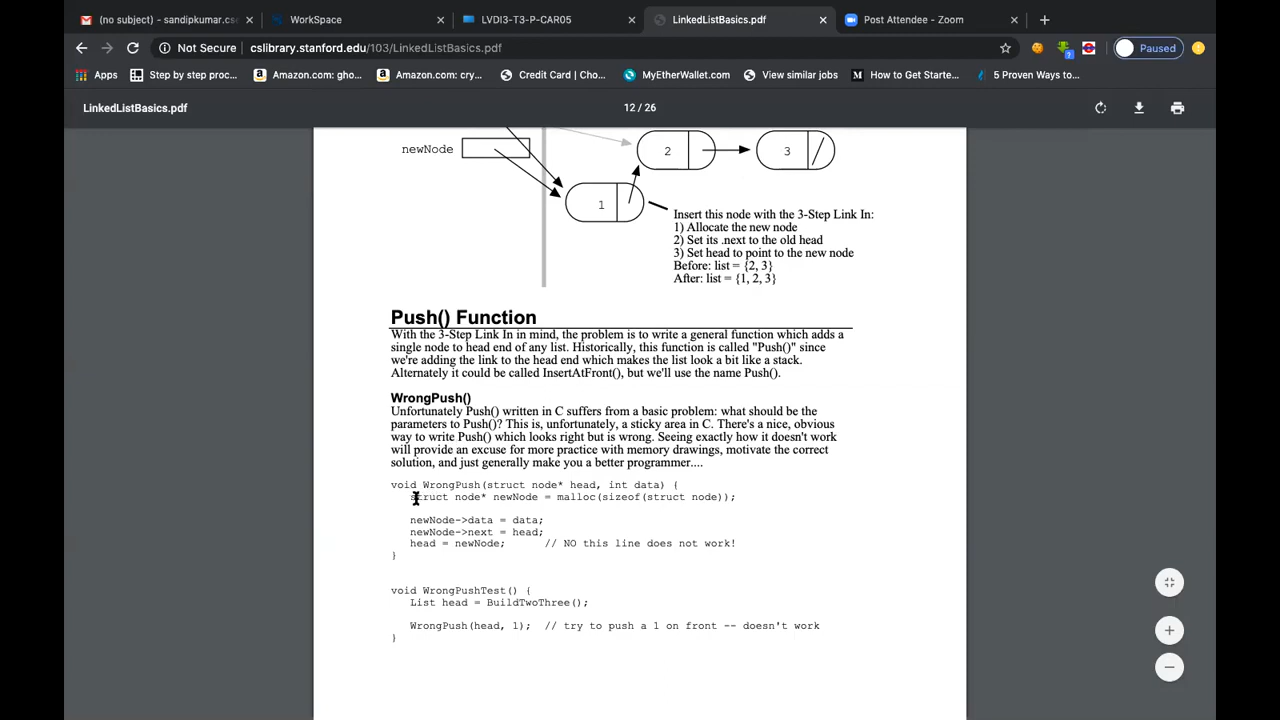 (no subject) - sandipkumar.cse
WorkSpace
LVDI3-T3-P-CAR05
LinkedListBasics.pdf
Post Attendee - Zoom
Not Secure
cslibrary.stanford.edu/103/LinkedListBasics.pdf
2
Paused
Apps
Step by step proc...
Amazon.com: gho...
Amazon.com: cry...
Credit Card | Cho...
MyEtherWallet.com
View similar jobs
How to Get Starte...
5 Proven Ways to...
LinkedListBasics.pdf
12 / 26
newNode
2
3
1
Insert this node with the 3-Step Link In:
1) Allocate the new node
2) Set its .next to the old head
3) Set head to point to the new node
Before: list = {2, 3}
After: list = {1, 2, 3}
Push() Function
With the 3-Step Link In in mind, the problem is to write a general function which adds a
single node to head end of any list. Historically, this function is called "Push()" since
we're adding the link to the head end which makes the list look a bit like a stack.
Alternately it could be called InsertAtFront(), but we'll use the name Push().
WrongPush()
Unfortunately Push() written in C suffers from a basic problem: what should be the
parameters to Push()? This is, unfortunately, a sticky area in C. There's a nice, obvious
way to write Push() which looks right but is wrong. Seeing exactly how it doesn't work
will provide an excuse for more practice with memory drawings, motivate the correct
solution, and just generally make you a better programmer....
void WrongPush(struct node* head, int data) {
struct node* newNode = malloc(sizeof(struct node));
newNode->data = data;
newNode->next = head;
head = newNode; // NO this line does not work!
}
void WrongPushTest() {
List head = BuildTwoThree();
WrongPush(head, 1); // try to push a 1 on front -- doesn't work
}